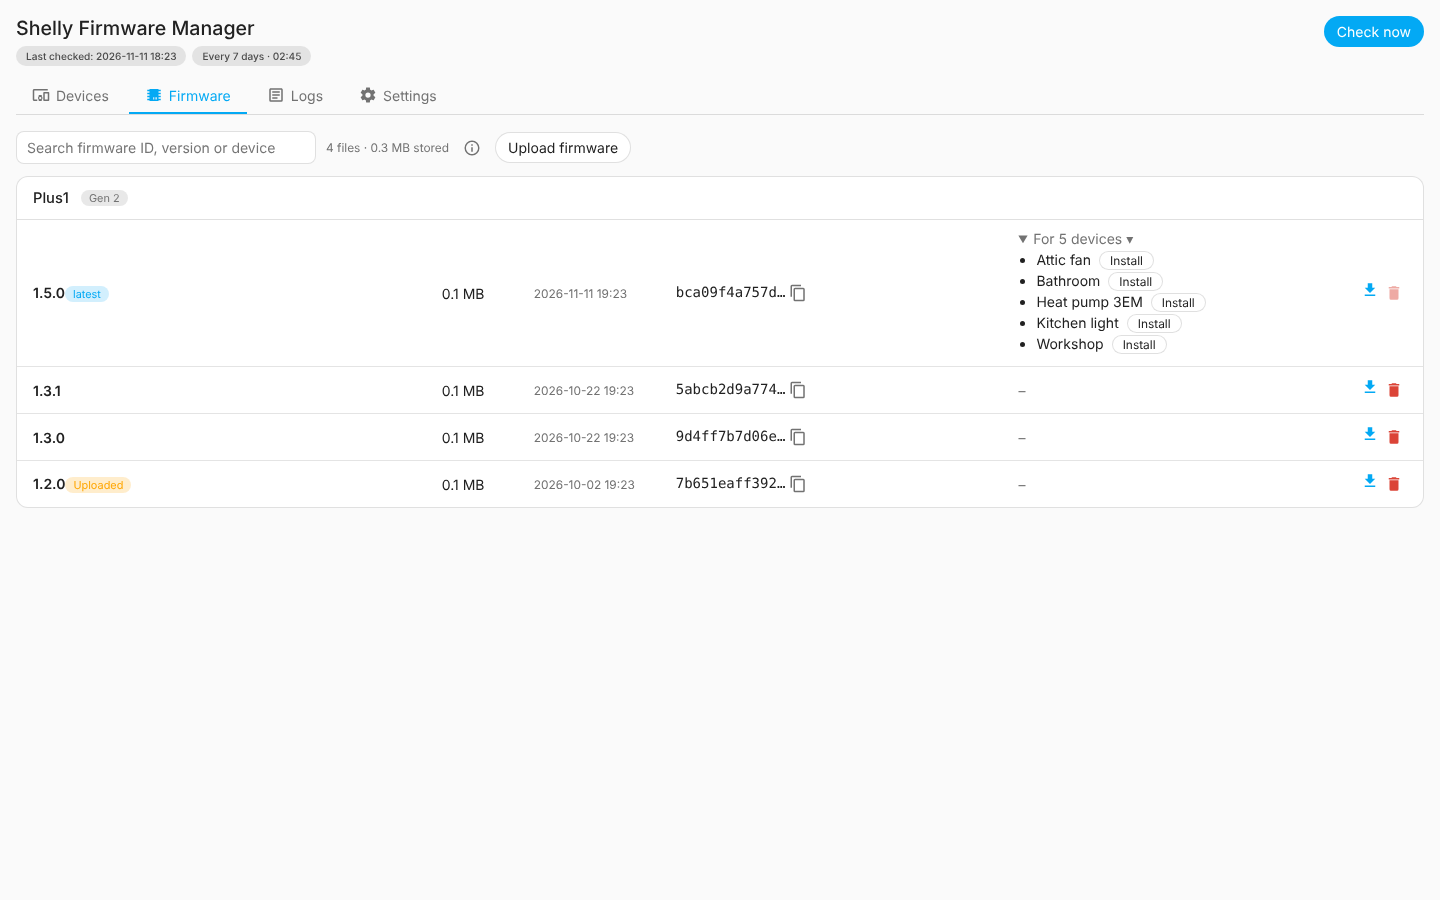 Shelly Firmware Manager
Check now
Last checked: 2026-11-11 18:23
Every 7 days · 02:45
Devices
Firmware
Logs
Settings
Search firmware ID, version or device
4 files · 0.3 MB stored
Upload firmware
Plus1 Gen 2
1.5.0 latest 0.1 MB 2026-11-11 19:23 bca09f4a757d…
▼ For 5 devices ▾
• Attic fan Install
• Bathroom Install
• Heat pump 3EM Install
• Kitchen light Install
• Workshop Install
1.3.1 0.1 MB 2026-10-22 19:23 5abcb2d9a774… –
1.3.0 0.1 MB 2026-10-22 19:23 9d4ff7b7d06e… –
1.2.0 Uploaded 0.1 MB 2026-10-02 19:23 7b651eaff392… –